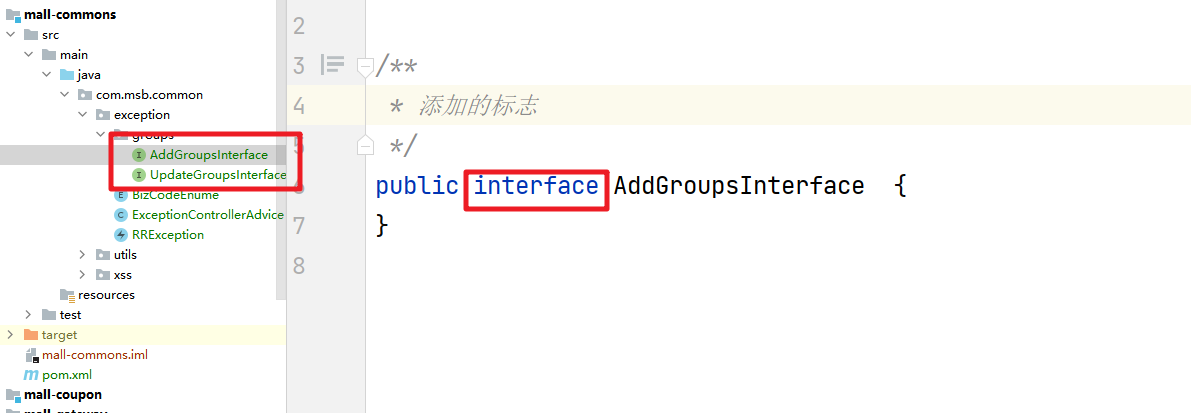 mall-commons
src
main
java
com.msb.common
exception
groups
AddGroupsInterface
UpdateGroupsInterface
BizCodeEnume
ExceptionControllerAdvice
RRException
utils
xss
resources
test
target
mall-commons.iml
pom.xml
mall-coupon
2
3 /**
4 * 添加的标志
5 */
6 public interface AddGroupsInterface {
7 }
8